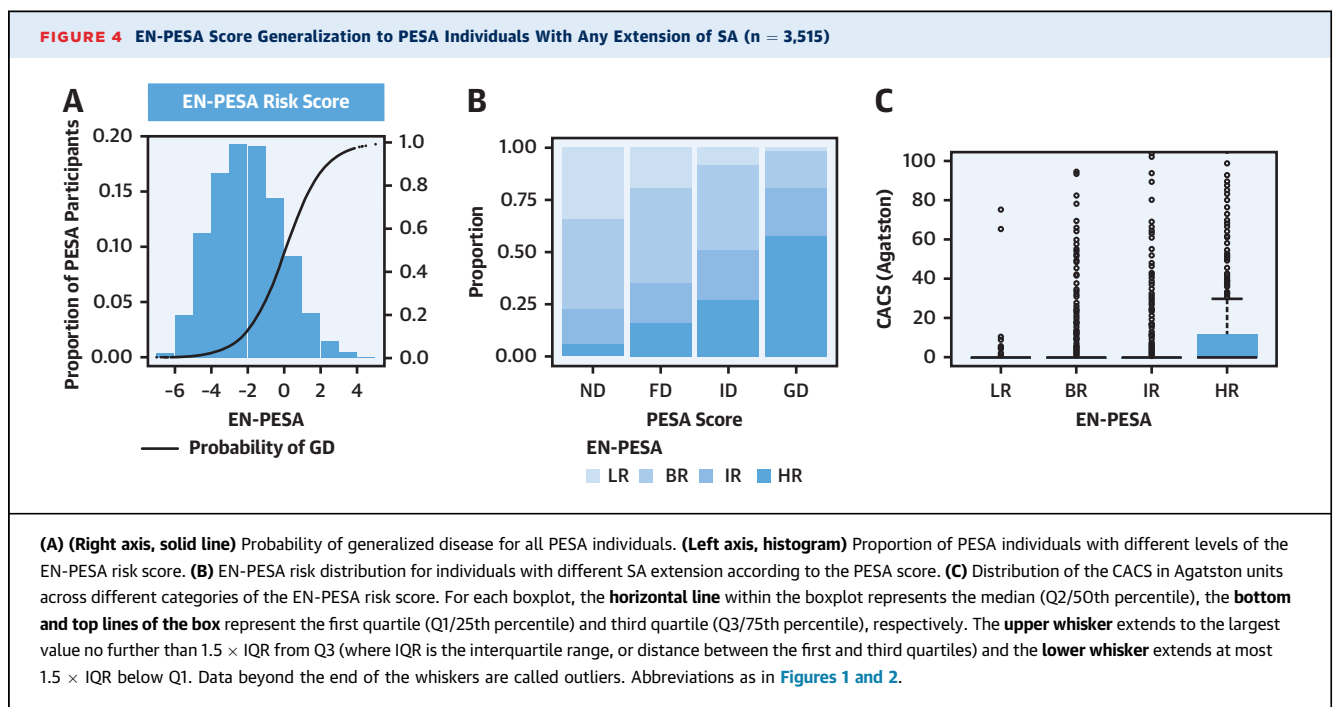 FIGURE 4 EN-PESA Score Generalization to PESA Individuals With Any Extension of SA (n = 3,515)
A
EN-PESA Risk Score
Proportion of PESA Participants
0.20
0.15
0.10
0.05
0.00
1.0
0.8
0.6
0.4
0.2
0.0
-6 -4 -2 0 2 4
EN-PESA
Probability of GD
B
Proportion
1.00
0.75
0.50
0.25
0.00
ND FD ID GD
PESA Score
EN-PESA
LR BR IR HR
C
CACS (Agatston)
100
80
60
40
20
0
LR BR IR HR
EN-PESA
(A) (Right axis, solid line) Probability of generalized disease for all PESA individuals. (Left axis, histogram) Proportion of PESA individuals with different levels of the
EN-PESA risk score. (B) EN-PESA risk distribution for individuals with different SA extension according to the PESA score. (C) Distribution of the CACS in Agatston units
across different categories of the EN-PESA risk score. For each boxplot, the horizontal line within the boxplot represents the median (Q2/50th percentile), the bottom
and top lines of the box represent the first quartile (Q1/25th percentile) and third quartile (Q3/75th percentile), respectively. The upper whisker extends to the largest
value no further than 1.5 × IQR from Q3 (where IQR is the interquartile range, or distance between the first and third quartiles) and the lower whisker extends at most
1.5 × IQR below Q1. Data beyond the end of the whiskers are called outliers. Abbreviations as in Figures 1 and 2.